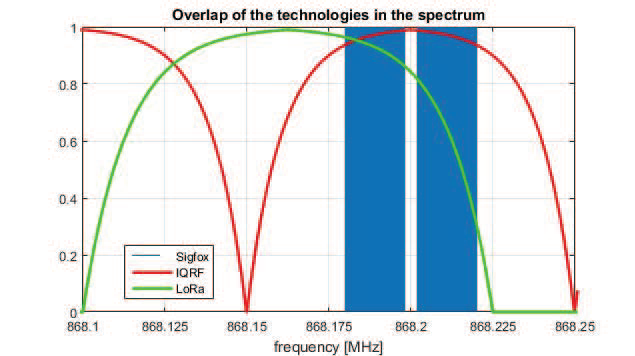 Overlap of the technologies in the spectrum
1
0.8
0.6
0.4
0.2
0
Sigfox
IQRF
LoRa
868.1 868.125 868.15 868.175 868.2 868.225 868.25
frequency [MHz]